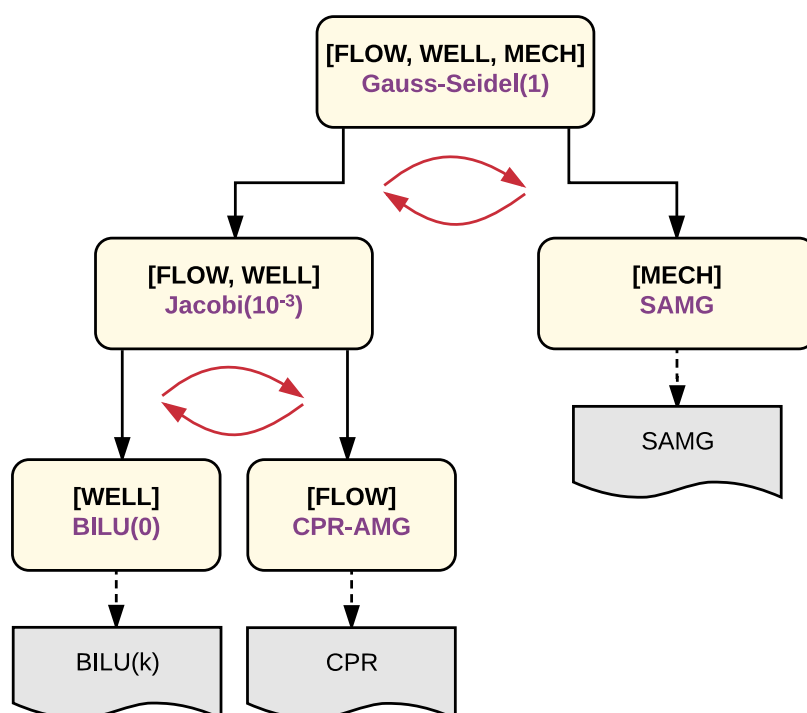 [FLOW, WELL, MECH]
Gauss-Seidel(1)
[FLOW, WELL]
Jacobi(10⁻³)
[MECH]
SAMG
SAMG
[WELL]
BILU(0)
[FLOW]
CPR-AMG
BILU(k)
CPR